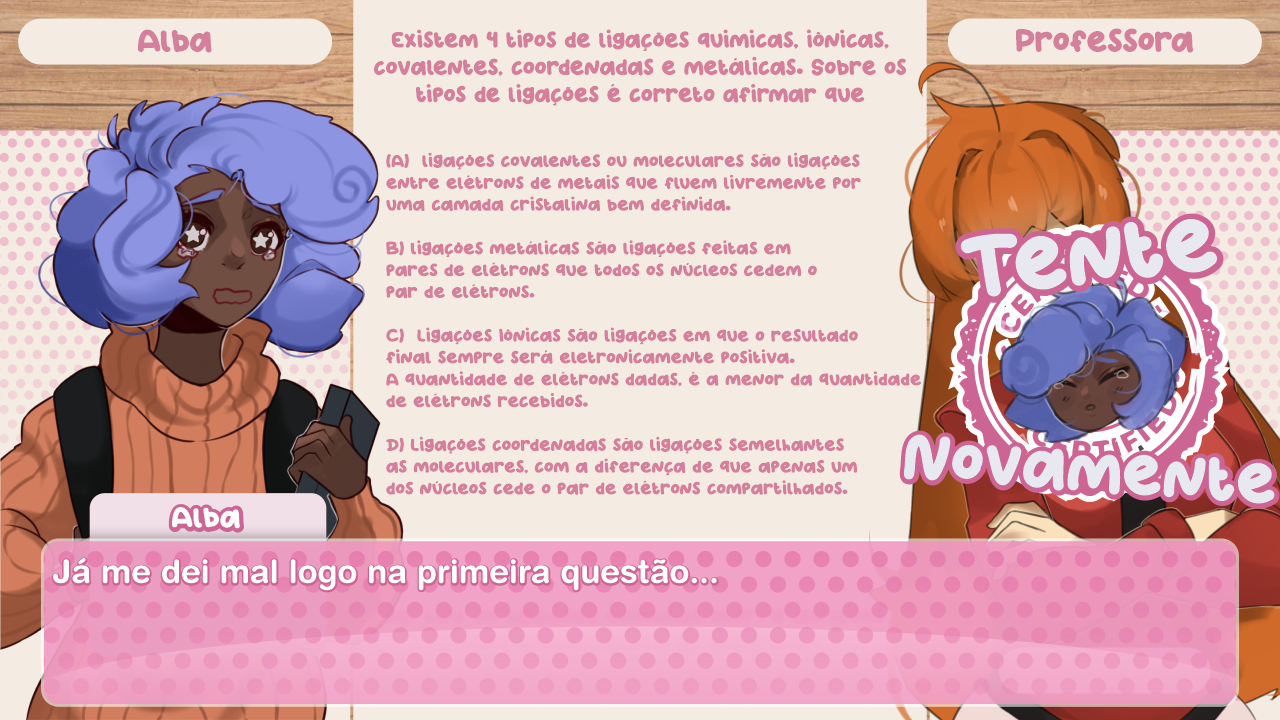 Alba
Existem 4 tipos de ligações químicas, iônicas,
covalentes, coordenadas e metálicas. Sobre os
tipos de ligações é correto afirmar que
Professora
(A) ligações covalentes ou moleculares são ligações
entre elétrons de metais que fluem livremente por
uma camada cristalina bem definida.
B) ligações metálicas são ligações feitas em
pares de elétrons que todos os núcleos cedem o
par de elétrons.
C) Ligações Iônicas são ligações em que o resultado
final sempre será eletronicamente positiva.
A quantidade de elétrons dadas, é a menor da quantidade
de elétrons recebidos.
D) Ligações coordenadas são ligações semelhantes
as moleculares, com a diferença de que apenas um
dos núcleos cede o par de elétrons compartilhados.
Tente
Novamente
Alba
Já me dei mal logo na primeira questão...